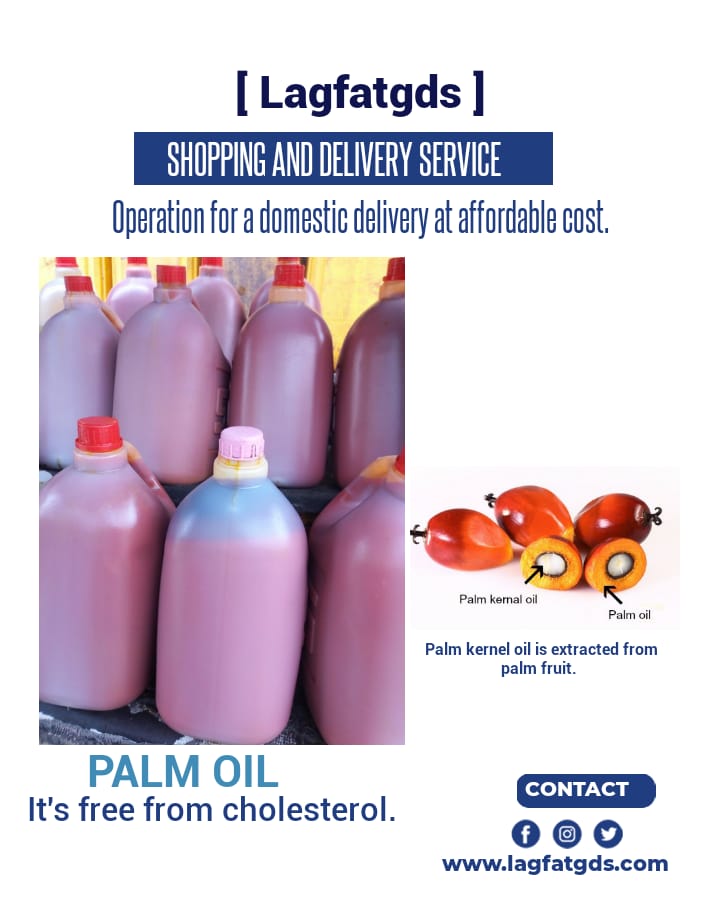 [ Lagfatgds ]
SHOPPING AND DELIVERY SERVICE
Operation for a domestic delivery at affordable cost.
Palm kernal oil
Palm oil
Palm kernel oil is extracted from
palm fruit.
PALM OIL
It's free from cholesterol.
CONTACT
www.lagfatgds.com